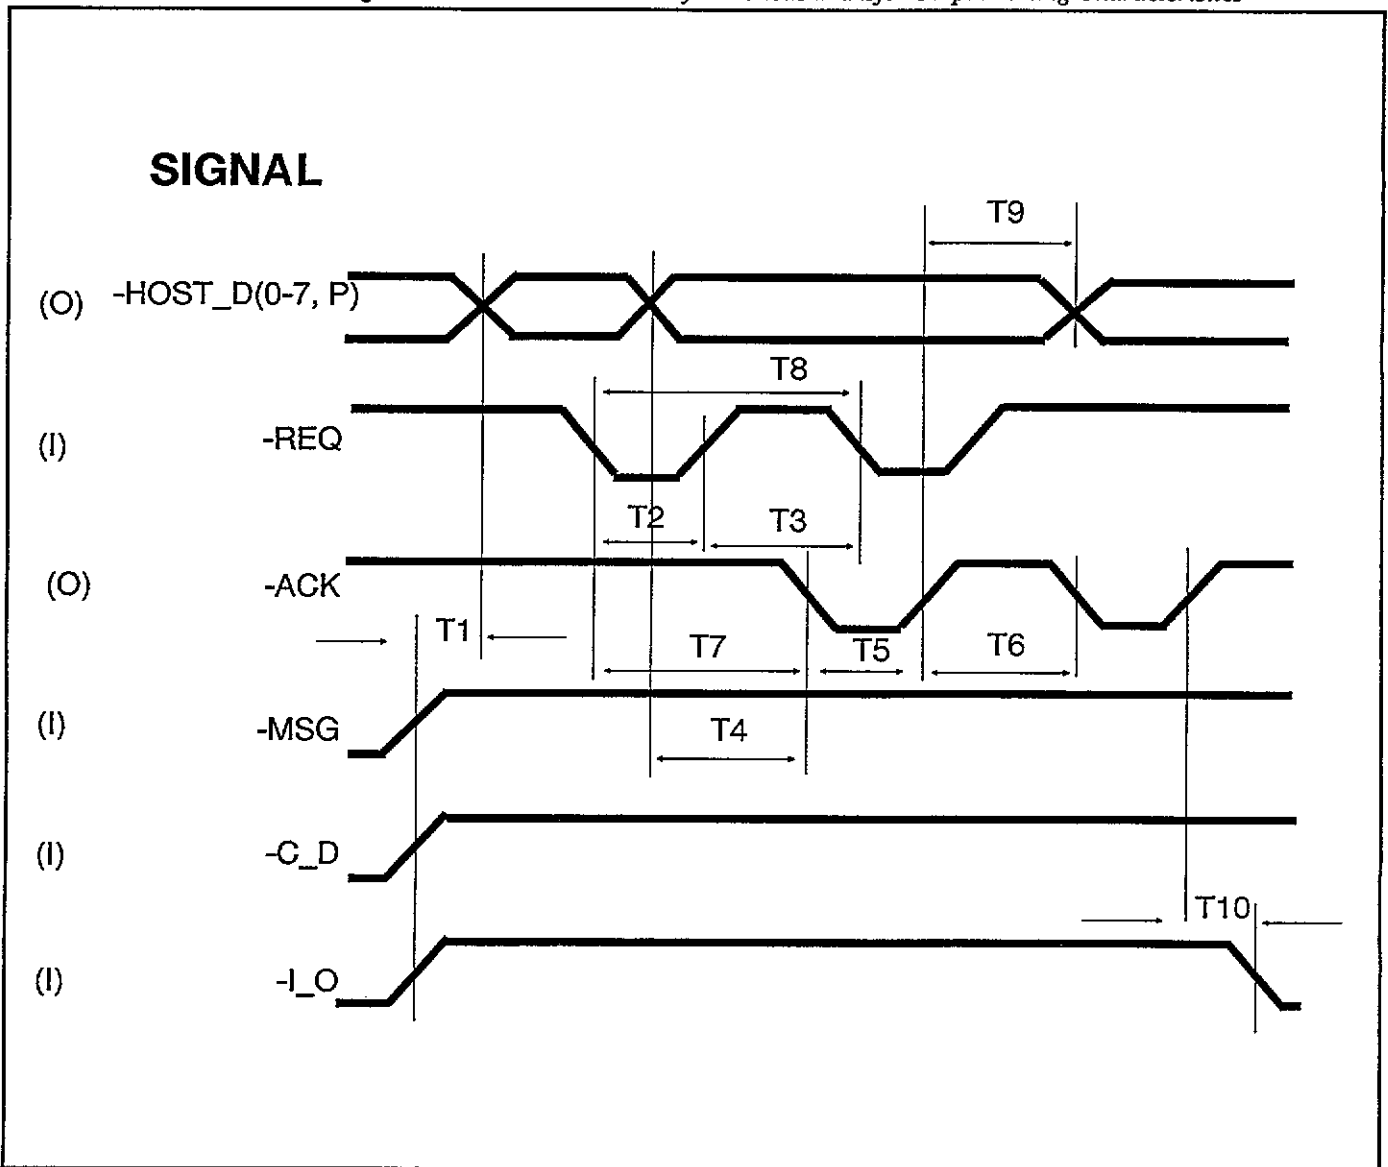 SIGNAL
T9
(O) -HOST_D(0-7, P)
T8
(I) -REQ
T2 T3
(O) -ACK
T1 T7 T5 T6
(I) -MSG
T4
(I) -C_D
T10
(I) -I_O